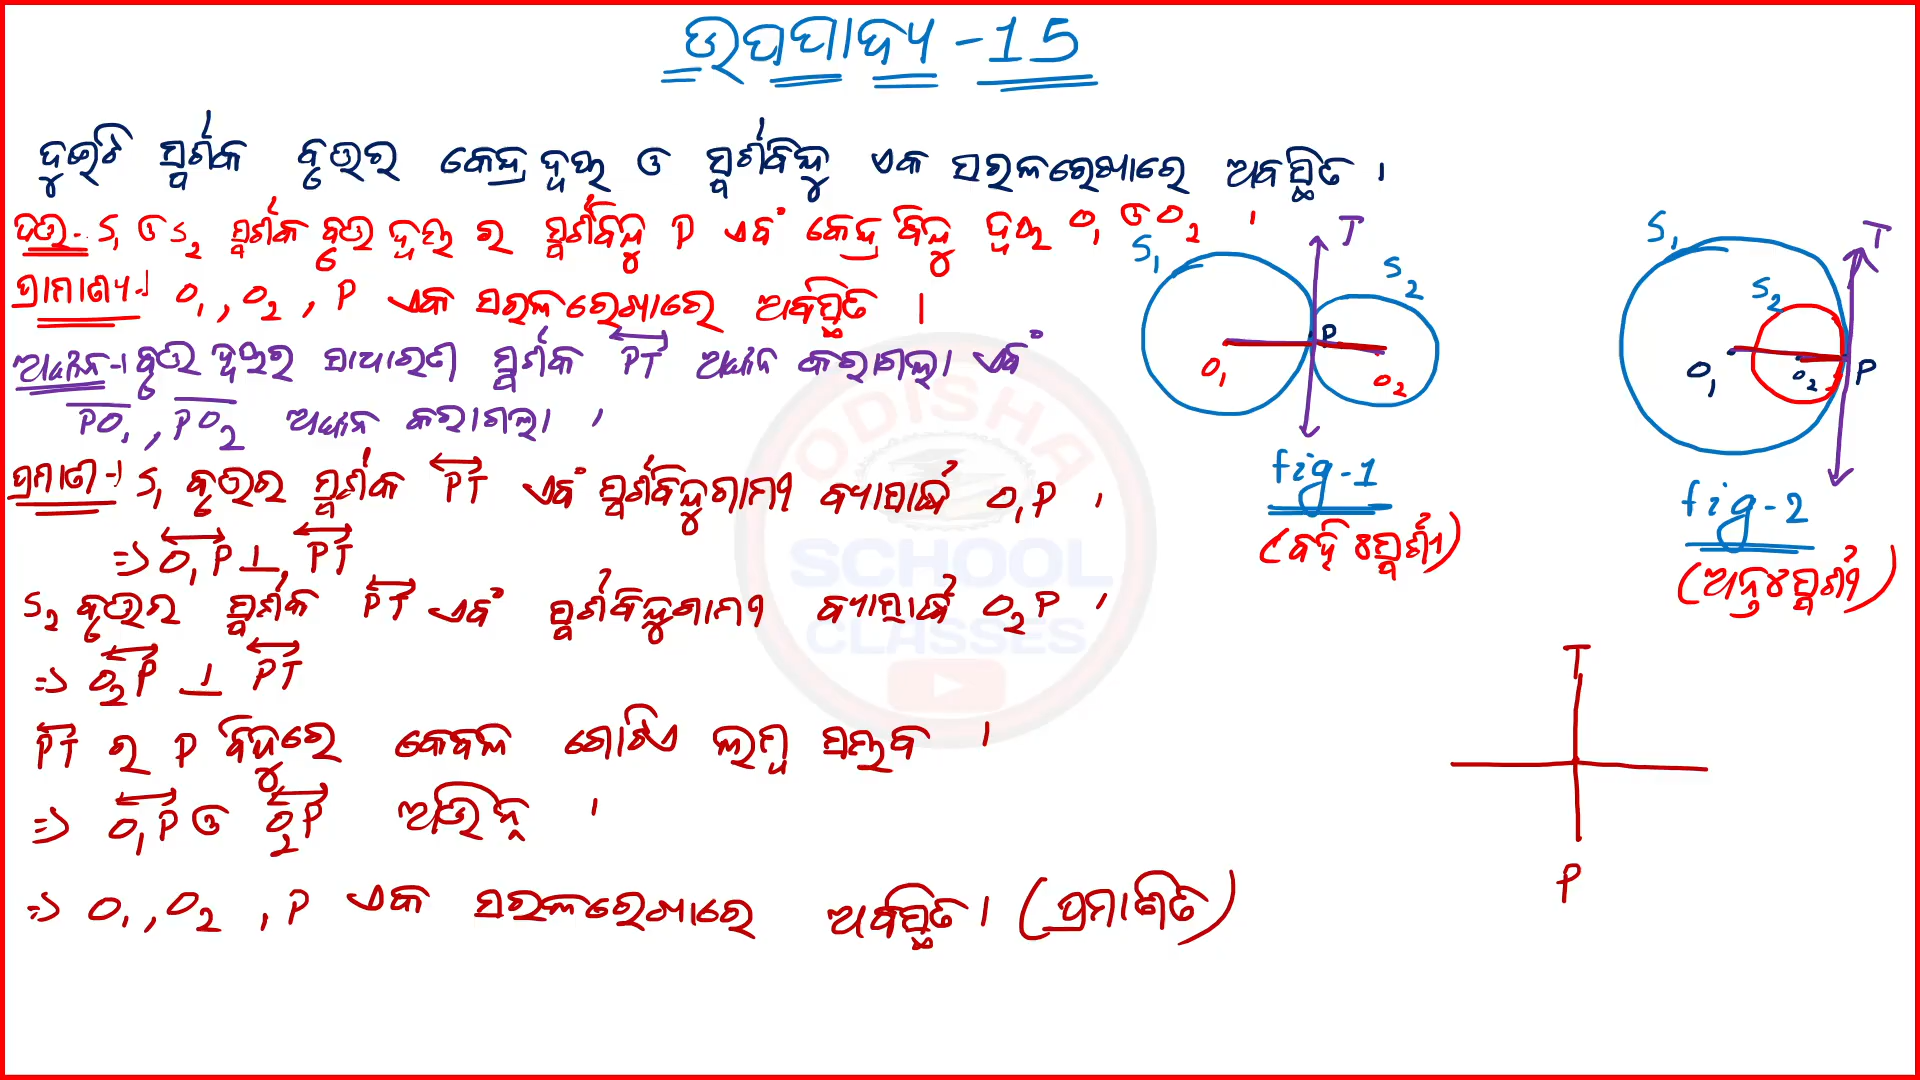 ଉପପାଦ୍ୟ -15
ଦୁଇଟି ସ୍ପର୍ଶକ ବୃତ୍ତର କେନ୍ଦ୍ର ଦ୍ୱୟ ଓ ସ୍ପର୍ଶବିନ୍ଦୁ ଏକ ସରଳରେଖାରେ ଅବସ୍ଥିତ ।
ଦତ୍ତ- S₁ ଓ S₂ ସ୍ପର୍ଶକ ବୃତ୍ତ ଦ୍ୱୟ ର ସ୍ପର୍ଶବିନ୍ଦୁ P ଏବଂ କେନ୍ଦ୍ର ବିନ୍ଦୁ ଦ୍ୱୟ O₁ ଓ O₂ ।
ପ୍ରାମାଣ୍ୟ- O₁, O₂, P ଏକ ସରଳରେଖାରେ ଅବସ୍ଥିତ ।
ଅଙ୍କନ- ବୃତ୍ତ ଦ୍ୱୟର ସାଧାରଣ ସ୍ପର୍ଶକ PT ଅଙ୍କନ କରାଗଲା ଏବଂ
PO₁, PO₂ ଅଙ୍କନ କରାଗଲା ।
ପ୍ରମାଣ- S₁ ବୃତ୍ତର ସ୍ପର୍ଶକ PT ଏବଂ ସ୍ପର୍ଶବିନ୍ଦୁଗାମୀ ବ୍ୟାସାର୍ଦ୍ଧ O₁P ।
=> O₁P ⊥ PT
S₂ ବୃତ୍ତର ସ୍ପର୍ଶକ PT ଏବଂ ସ୍ପର୍ଶବିନ୍ଦୁଗାମୀ ବ୍ୟାସାର୍ଦ୍ଧ O₂P ।
=> O₂P ⊥ PT
PT ର P ବିନ୍ଦୁରେ କେବଳ ଗୋଟିଏ ଲମ୍ବ ସମ୍ଭବ ।
=> O₁P ଓ O₂P ଅଭିନ୍ନ ।
=> O₁, O₂, P ଏକ ସରଳରେଖାରେ ଅବସ୍ଥିତ । (ପ୍ରମାଣିତ)
S₁ T S₂
O₁ P O₂
fig-1
(ବହିଃସ୍ପର୍ଶୀ)
S₁ T
S₂
O₁ O₂ P
fig-2
(ଅନ୍ତଃସ୍ପର୍ଶୀ)
T
P
ODISHA
SCHOOL
CLASSES